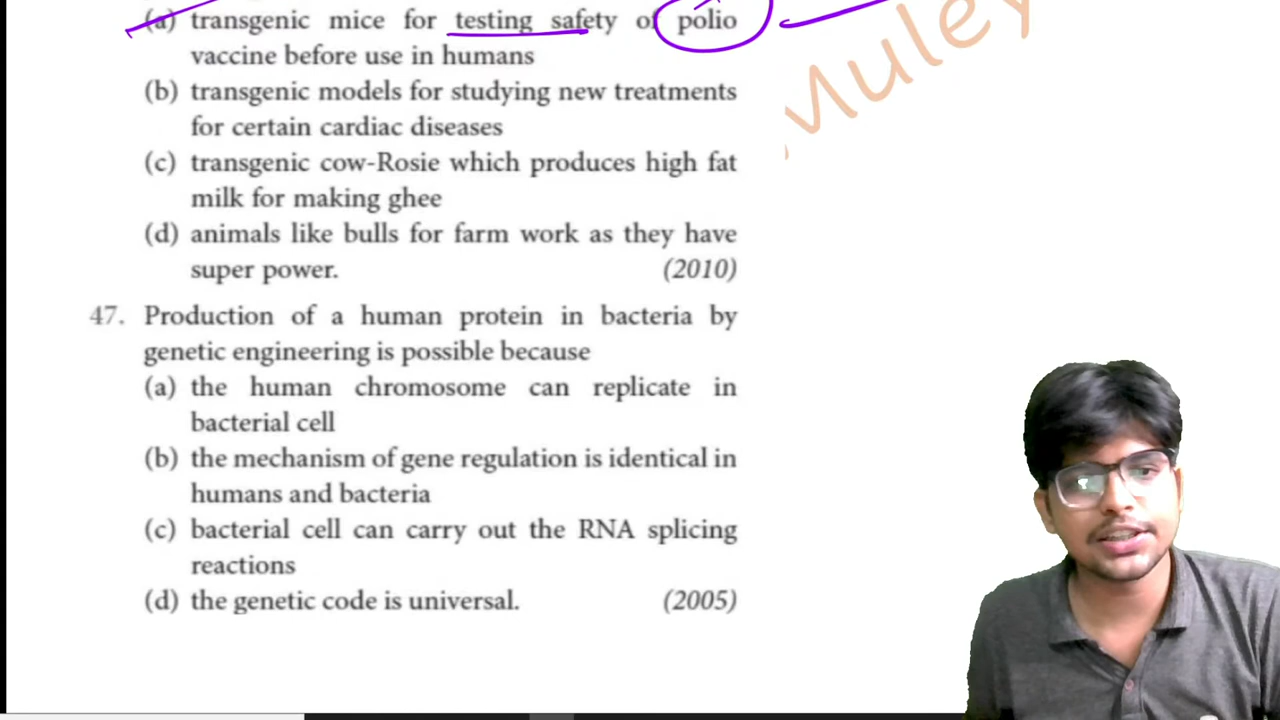 (a) transgenic mice for testing safety of polio
vaccine before use in humans
(b) transgenic models for studying new treatments
for certain cardiac diseases
(c) transgenic cow-Rosie which produces high fat
milk for making ghee
(d) animals like bulls for farm work as they have
super power. (2010)
47. Production of a human protein in bacteria by
genetic engineering is possible because
(a) the human chromosome can replicate in
bacterial cell
(b) the mechanism of gene regulation is identical in
humans and bacteria
(c) bacterial cell can carry out the RNA splicing
reactions
(d) the genetic code is universal. (2005)
Muley